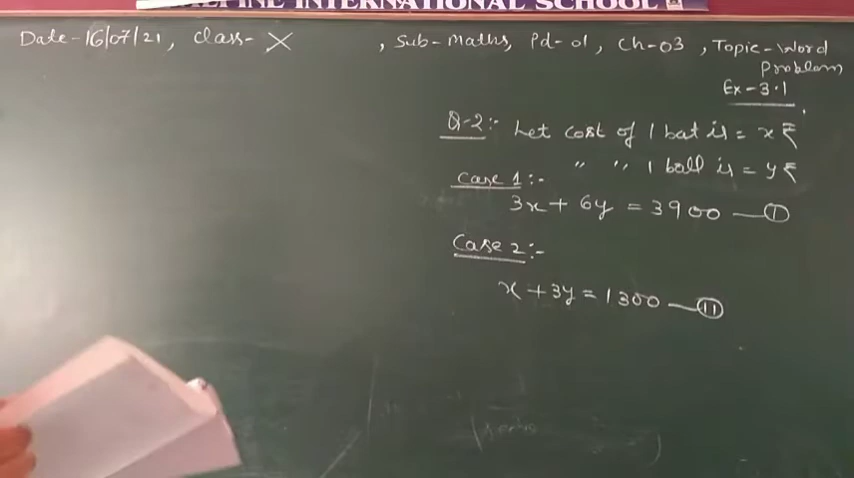 INTERNATIONAL SCHOOL
Date-16/07/21, Class- X , Sub- Maths, Pd-01, Ch-03 , Topic-Word
Problem
Ex-3.1
Q-2:- Let cost of 1 bat is = x ₹
" " 1 ball is = y ₹
Case 1:-
3x + 6y = 3900 — (I)
Case 2:-
x + 3y = 1300 — (II)